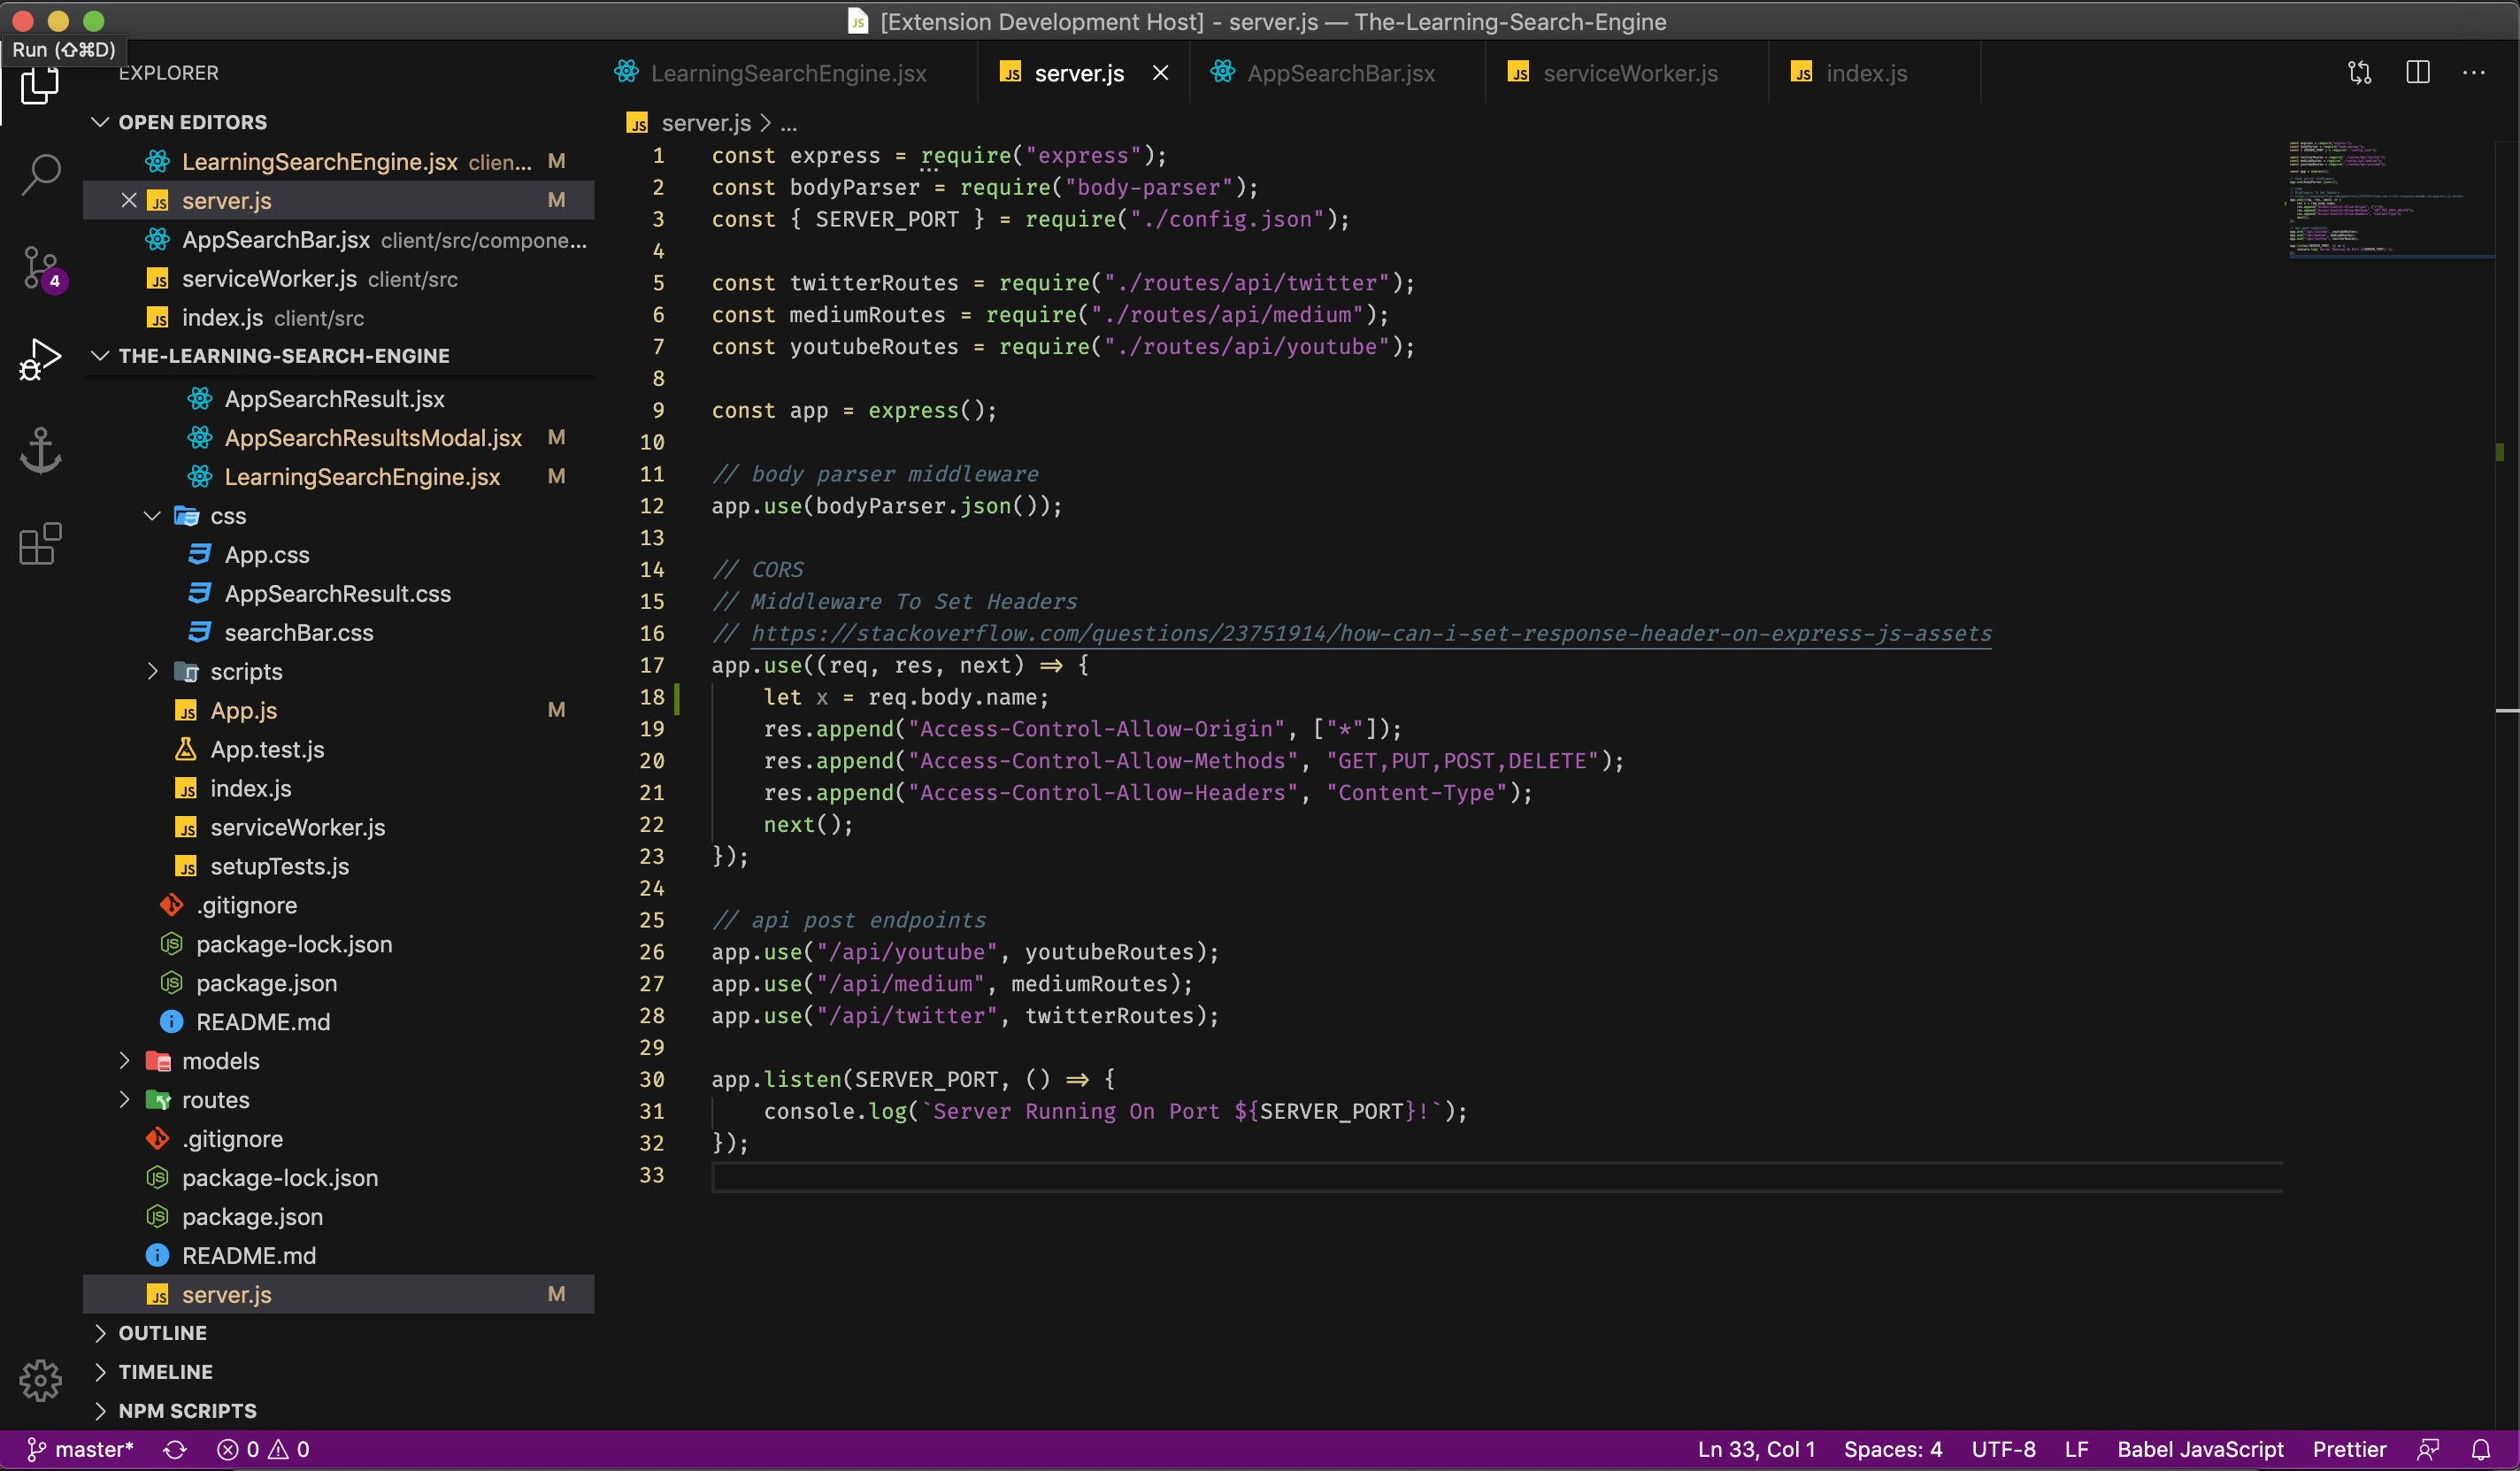 [Extension Development Host] - server.js — The-Learning-Search-Engine
Run (⇧⌘D)
EXPLORER
OPEN EDITORS
LearningSearchEngine.jsx clien... M
server.js M
AppSearchBar.jsx client/src/compone...
serviceWorker.js client/src
index.js client/src
THE-LEARNING-SEARCH-ENGINE
AppSearchResult.jsx
AppSearchResultsModal.jsx M
LearningSearchEngine.jsx M
css
App.css
AppSearchResult.css
searchBar.css
scripts
App.js M
App.test.js
index.js
serviceWorker.js
setupTests.js
.gitignore
package-lock.json
package.json
README.md
models
routes
.gitignore
package-lock.json
package.json
README.md
server.js M
OUTLINE
TIMELINE
NPM SCRIPTS
4
LearningSearchEngine.jsx server.js AppSearchBar.jsx serviceWorker.js index.js
server.js > ...
1 const express = require("express");
2 const bodyParser = require("body-parser");
3 const { SERVER_PORT } = require("./config.json");
4
5 const twitterRoutes = require("./routes/api/twitter");
6 const mediumRoutes = require("./routes/api/medium");
7 const youtubeRoutes = require("./routes/api/youtube");
8
9 const app = express();
10
11 // body parser middleware
12 app.use(bodyParser.json());
13
14 // CORS
15 // Middleware To Set Headers
16 // https://stackoverflow.com/questions/23751914/how-can-i-set-response-header-on-express-js-assets
17 app.use((req, res, next) => {
18 let x = req.body.name;
19 res.append("Access-Control-Allow-Origin", ["*"]);
20 res.append("Access-Control-Allow-Methods", "GET,PUT,POST,DELETE");
21 res.append("Access-Control-Allow-Headers", "Content-Type");
22 next();
23 });
24
25 // api post endpoints
26 app.use("/api/youtube", youtubeRoutes);
27 app.use("/api/medium", mediumRoutes);
28 app.use("/api/twitter", twitterRoutes);
29
30 app.listen(SERVER_PORT, () => {
31 console.log(`Server Running On Port ${SERVER_PORT}!`);
32 });
33
master* 0 0 Ln 33, Col 1 Spaces: 4 UTF-8 LF Babel JavaScript Prettier